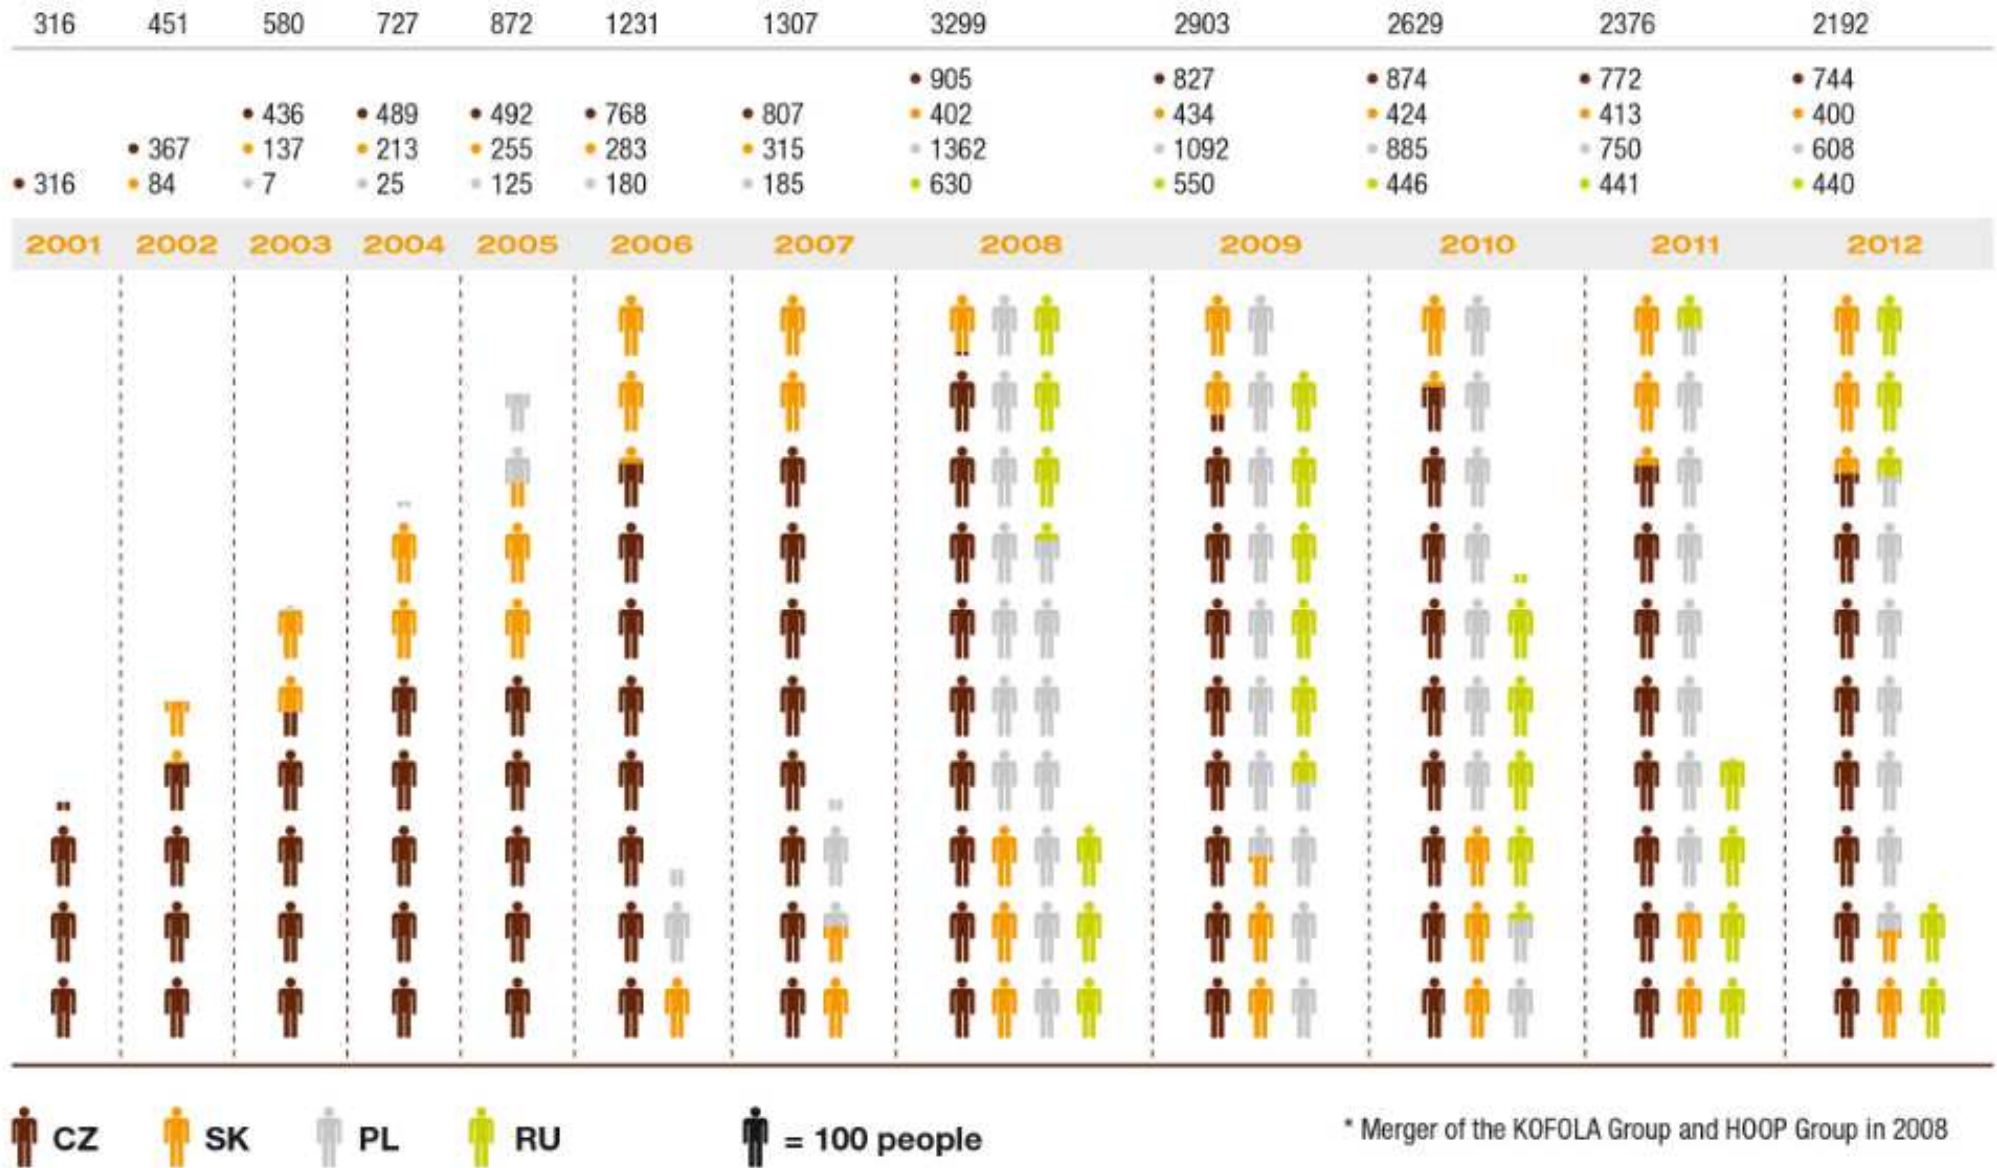 316 451 580 727 872 1231 1307 3299 2903 2629 2376 2192
• 905 • 827 • 874 • 772 • 744
• 436 • 489 • 492 • 768 • 807 • 402 • 434 • 424 • 413 • 400
• 367 • 137 • 213 • 255 • 283 • 315 • 1362 • 1092 • 885 • 750 • 608
• 316 • 84 • 7 • 25 • 125 • 180 • 185 • 630 • 550 • 446 • 441 • 440
2001 2002 2003 2004 2005 2006 2007 2008 2009 2010 2011 2012
CZ SK PL RU = 100 people * Merger of the KOFOLA Group and HOOP Group in 2008